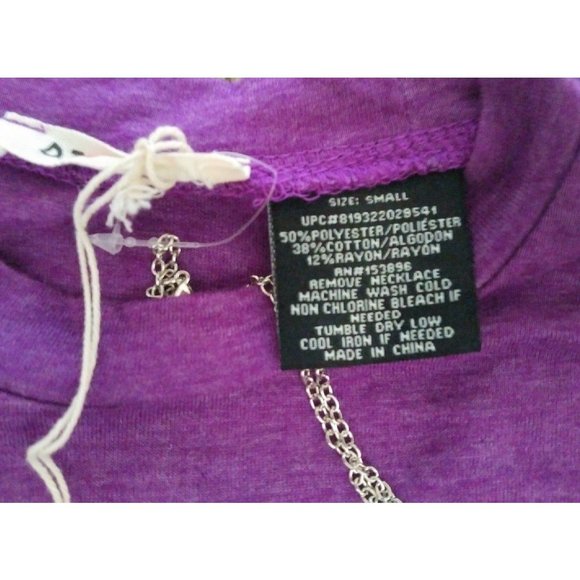 SIZE: SMALL
UPC#819322029541
50%POLYESTER/POLIÉSTER
38%COTTON/ALGODON
12%RAYON/RAYON
RN#153896
REMOVE NECKLACE
MACHINE WASH COLD
NON CHLORINE BLEACH IF
NEEDED
TUMBLE DRY LOW
COOL IRON IF NEEDED
MADE IN CHINA